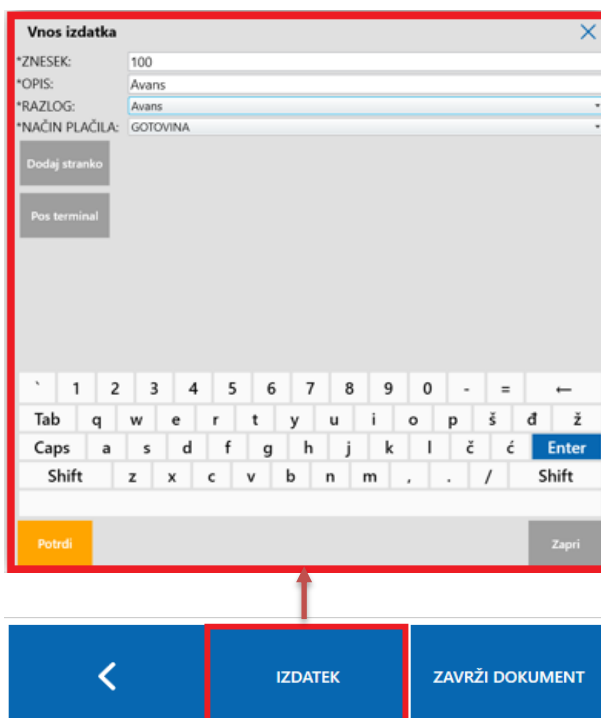 Vnos izdatka
*ZNESEK: 100
*OPIS: Avans
*RAZLOG: Avans
*NAČIN PLAČILA: GOTOVINA
Dodaj stranko
Pos terminal
` 1 2 3 4 5 6 7 8 9 0 - = ←
Tab q w e r t y u i o p š đ ž
Caps a s d f g h j k l č ć Enter
Shift z x c v b n m , . / Shift
Potrdi Zapri
IZDATEK ZAVRŽI DOKUMENT